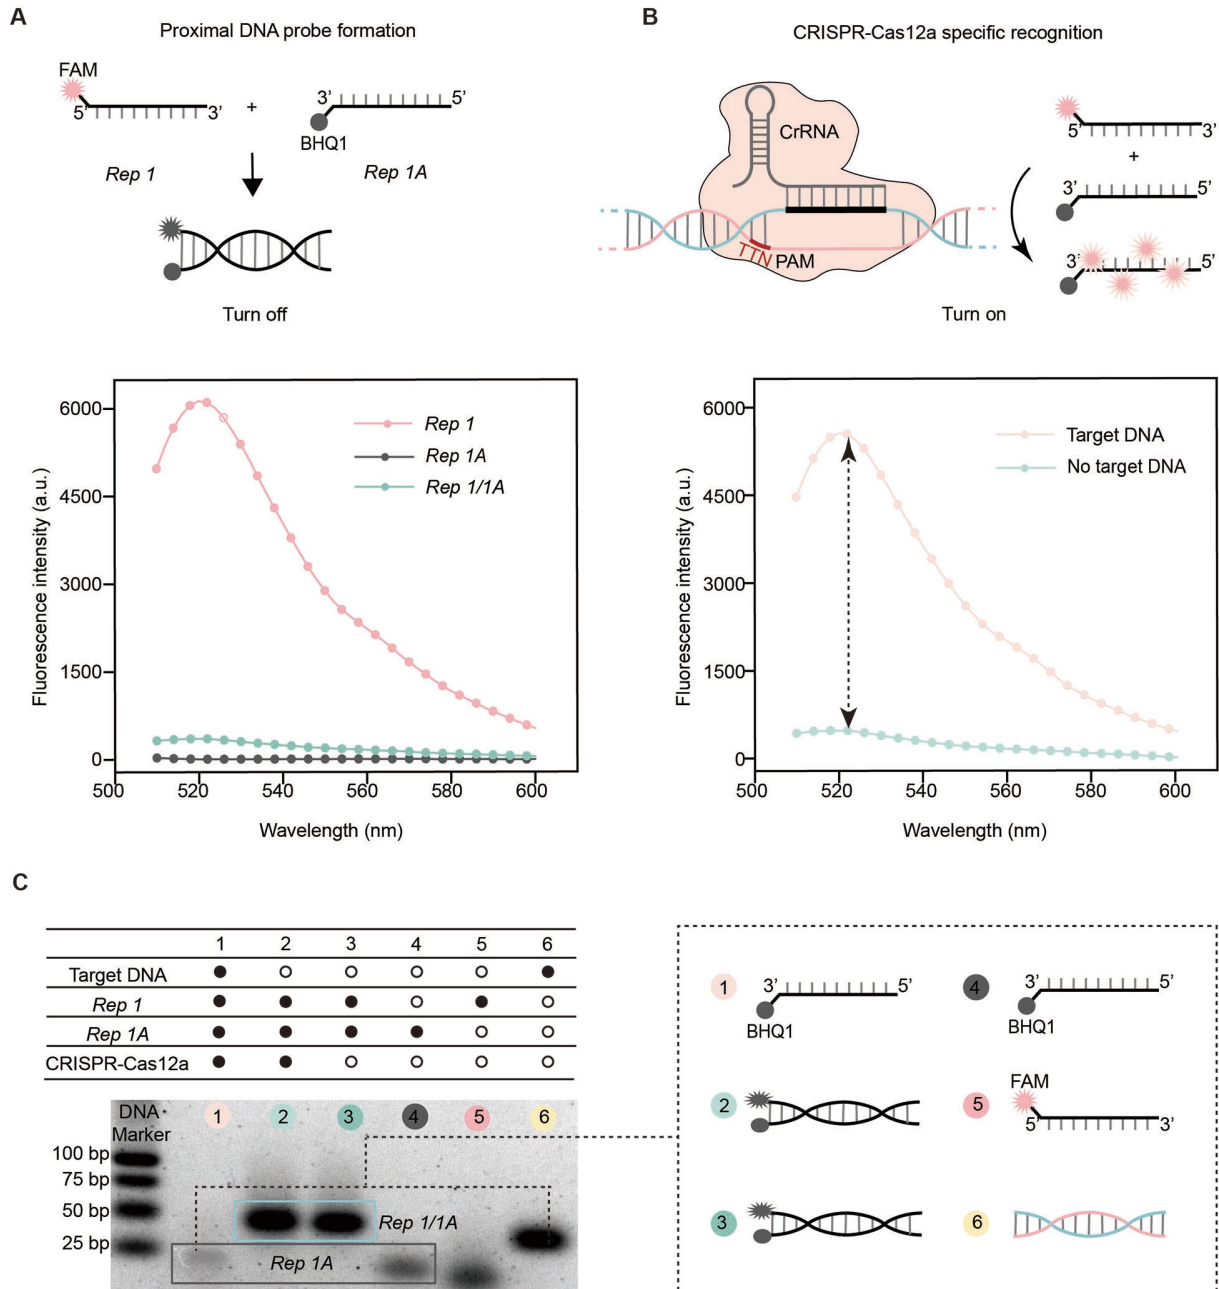 A
Proximal DNA probe formation
FAM
5’ 3’ + 3’ 5’
BHQ1
Rep 1 Rep 1A
Turn off
B
CRISPR-Cas12a specific recognition
CrRNA
TTN PAM
5’ 3’
+
3’ 5’
3’ 5’
Turn on
6000
4500
3000
1500
0
Fluorescence intensity (a.u.)
Rep 1
Rep 1A
Rep 1/1A
500 520 540 560 580 600
Wavelength (nm)
6000
4500
3000
1500
0
Fluorescence intensity (a.u.)
Target DNA
No target DNA
500 520 540 560 580 600
Wavelength (nm)
C
1 2 3 4 5 6
Target DNA
Rep 1
Rep 1A
CRISPR-Cas12a
DNA
Marker
1 2 3 4 5 6
100 bp
75 bp
50 bp
25 bp
Rep 1/1A
Rep 1A
1 3’ 5’
BHQ1
4 3’ 5’
BHQ1
2
5 FAM
5’ 3’
3
6